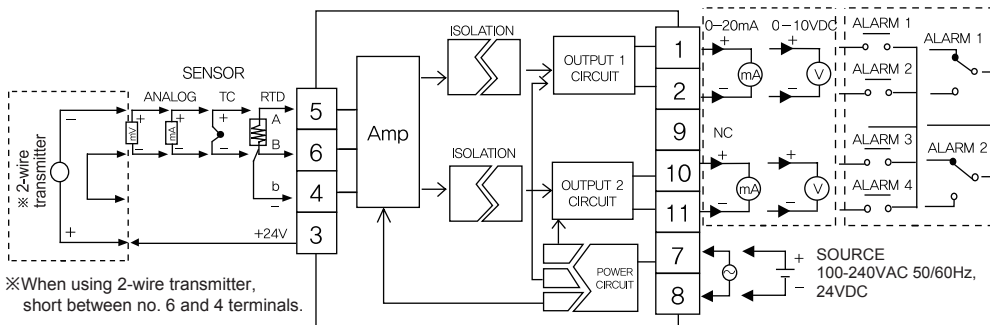 ISOLATION
0-20mA 0-10VDC ALARM 1
OUTPUT 1
CIRCUIT
1
+ + mA V
2
- -
ALARM 1
ALARM 2
SENSOR
ANALOG TC RTD
5
A
mV + mA + +
- - -
B
6
b
-
4
+24V
3
Amp
9
NC
ISOLATION
OUTPUT 2
CIRCUIT
10
+ + mA V
11
- -
ALARM 3
ALARM 4
ALARM 2
※ 2-wire
transmitter
-
+
POWER
CIRCUIT
7
8
+
-
SOURCE
100-240VAC 50/60Hz,
24VDC
※When using 2-wire transmitter,
short between no. 6 and 4 terminals.